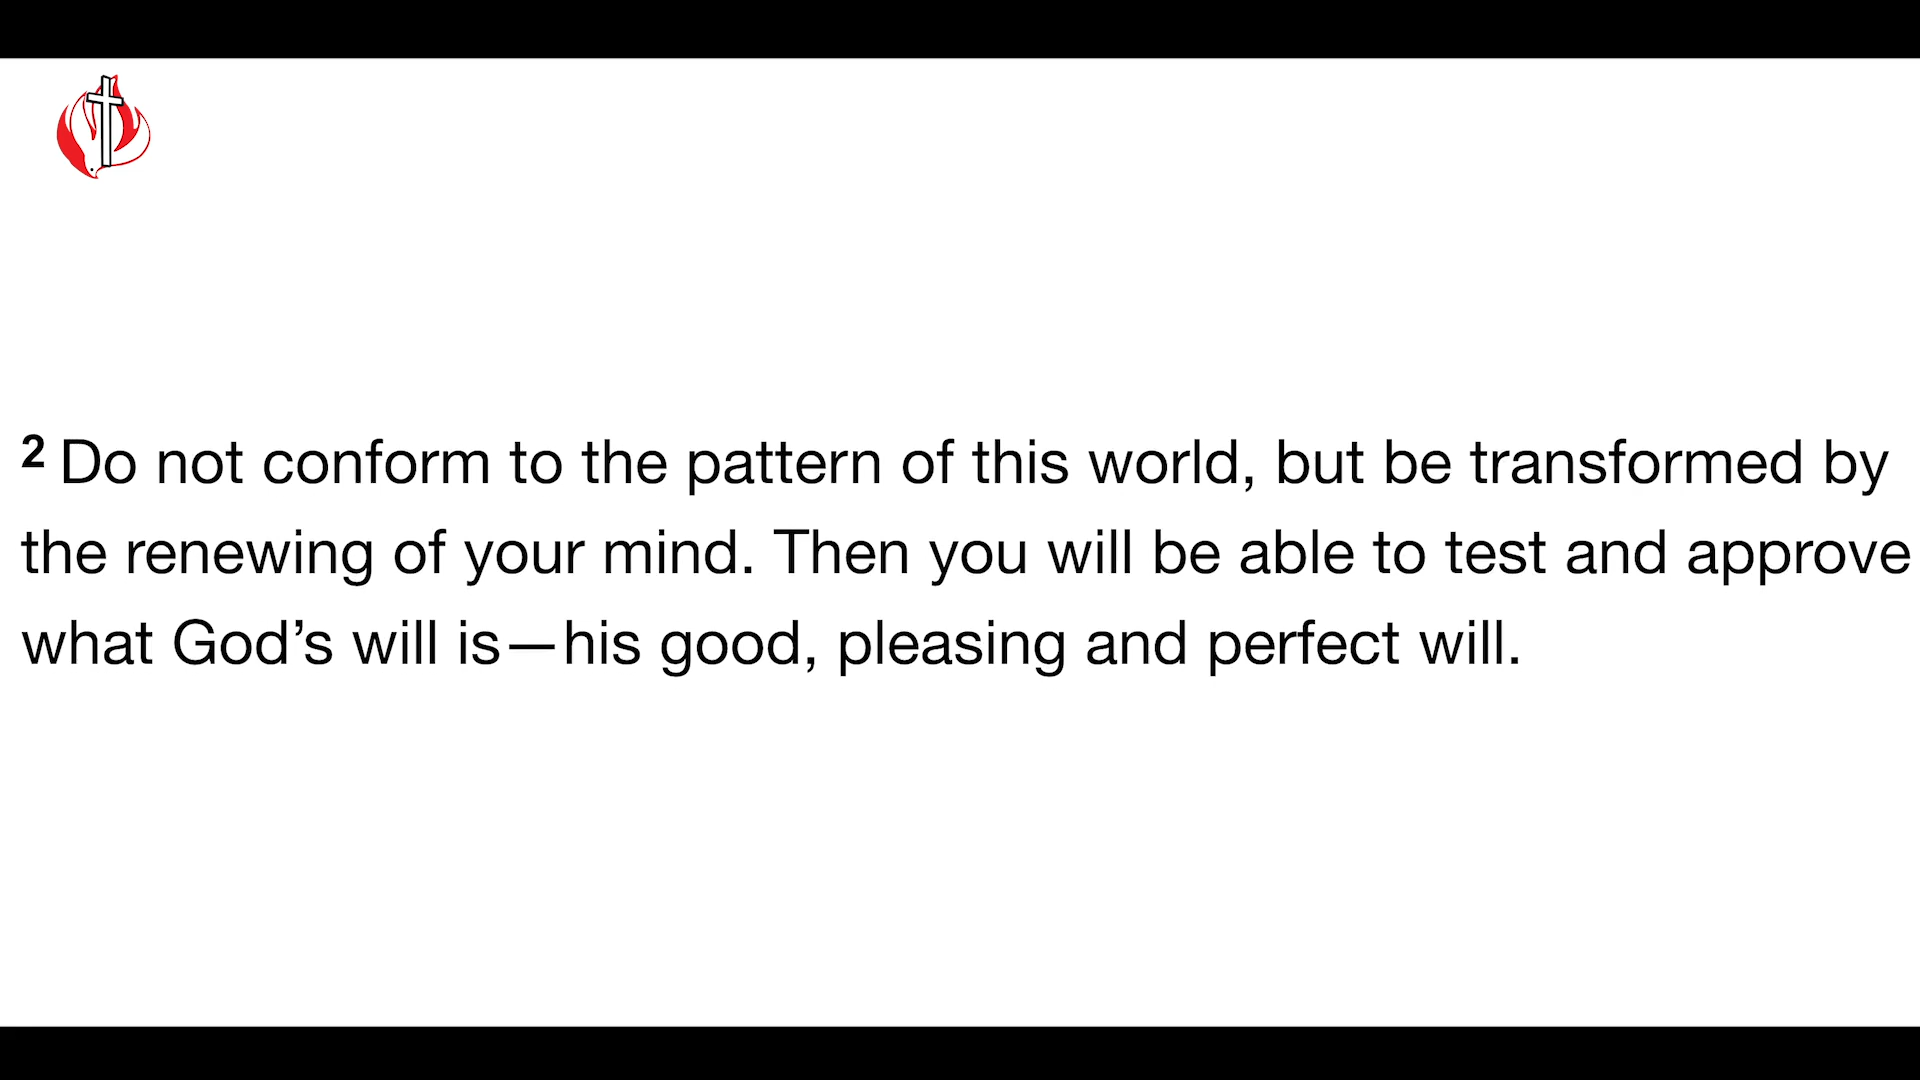 2 Do not conform to the pattern of this world, but be transformed by
the renewing of your mind. Then you will be able to test and approve
what God’s will is—his good, pleasing and perfect will.